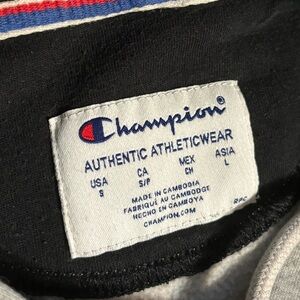 Champion®
AUTHENTIC ATHLETICWEAR
USA CA MEX ASIA
S S/P CH L
MADE IN CAMBODIA
FABRIQUÉ AU CAMBODGE
HECHO EN CAMBOYA
CHAMPION.COM
RPC